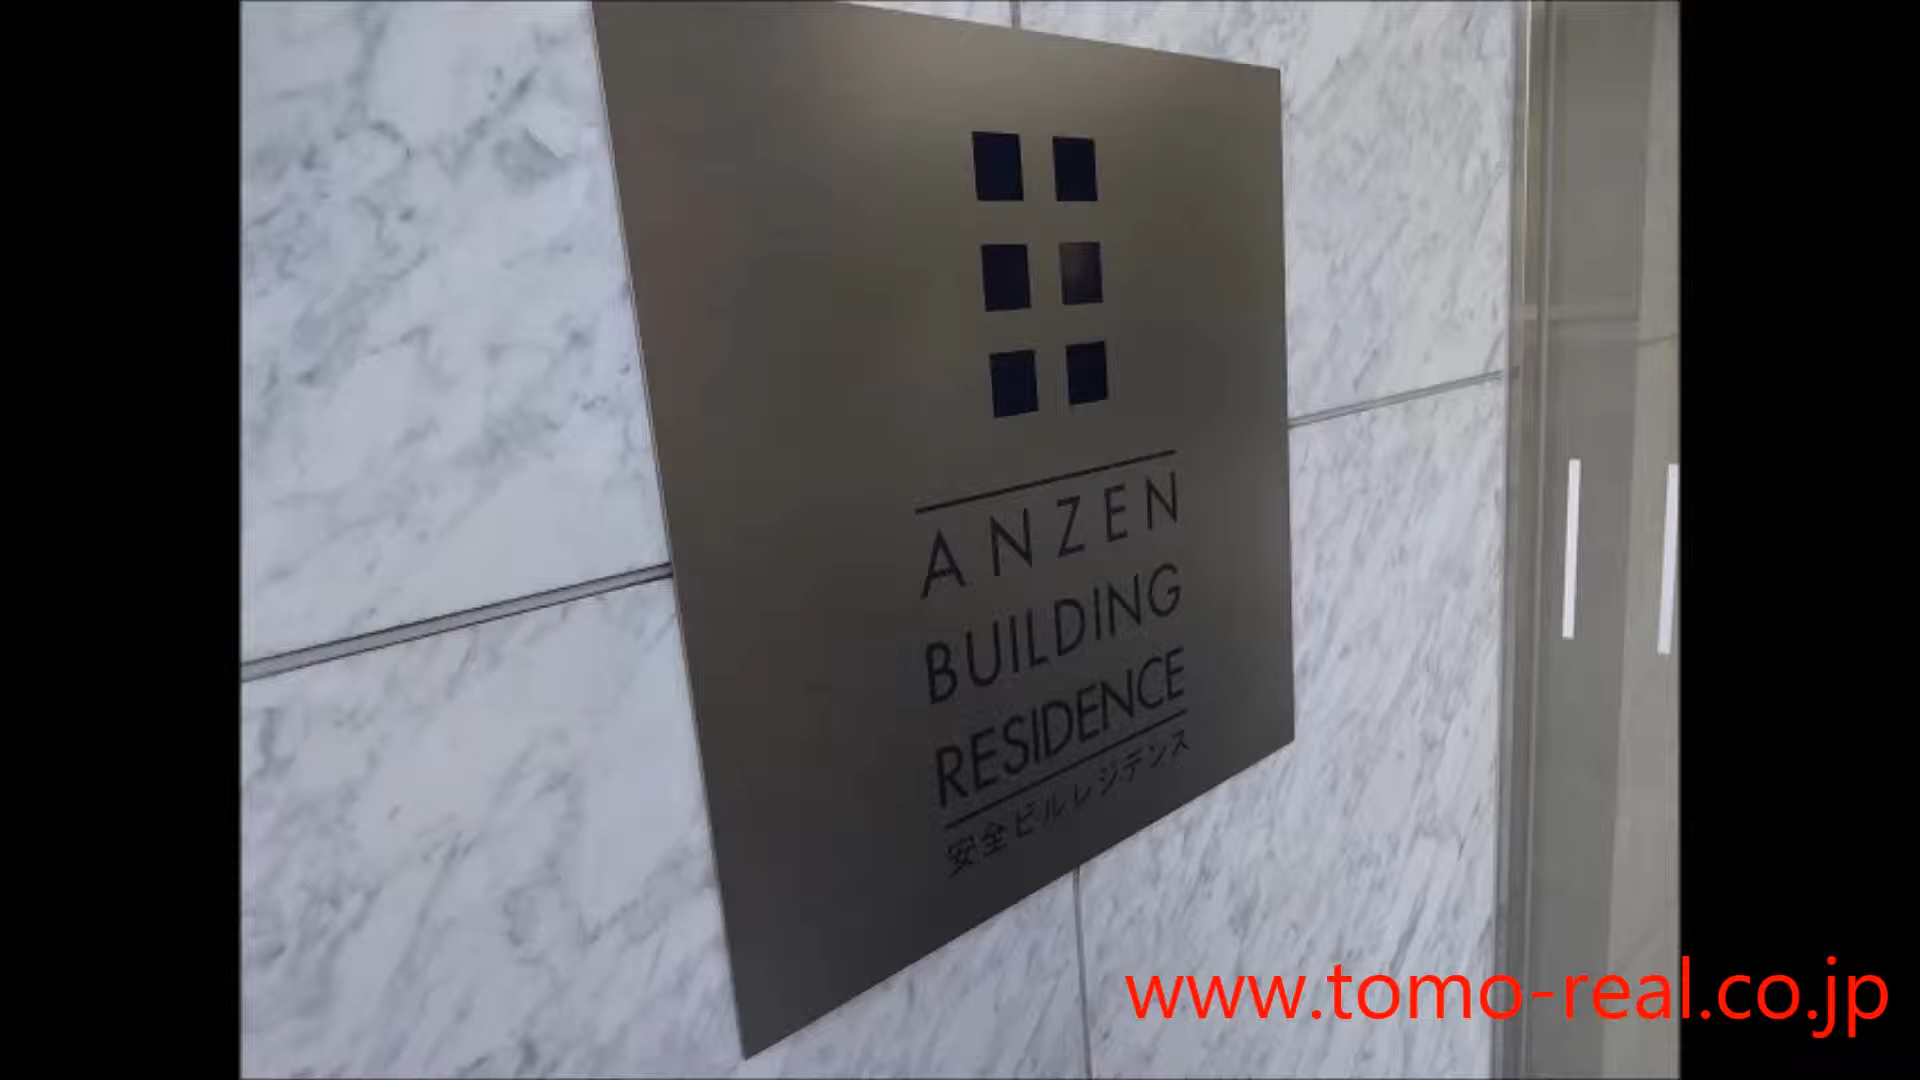 ANZEN
BUILDING
RESIDENCE
安全ビルレジデンス
www.tomo-real.co.jp